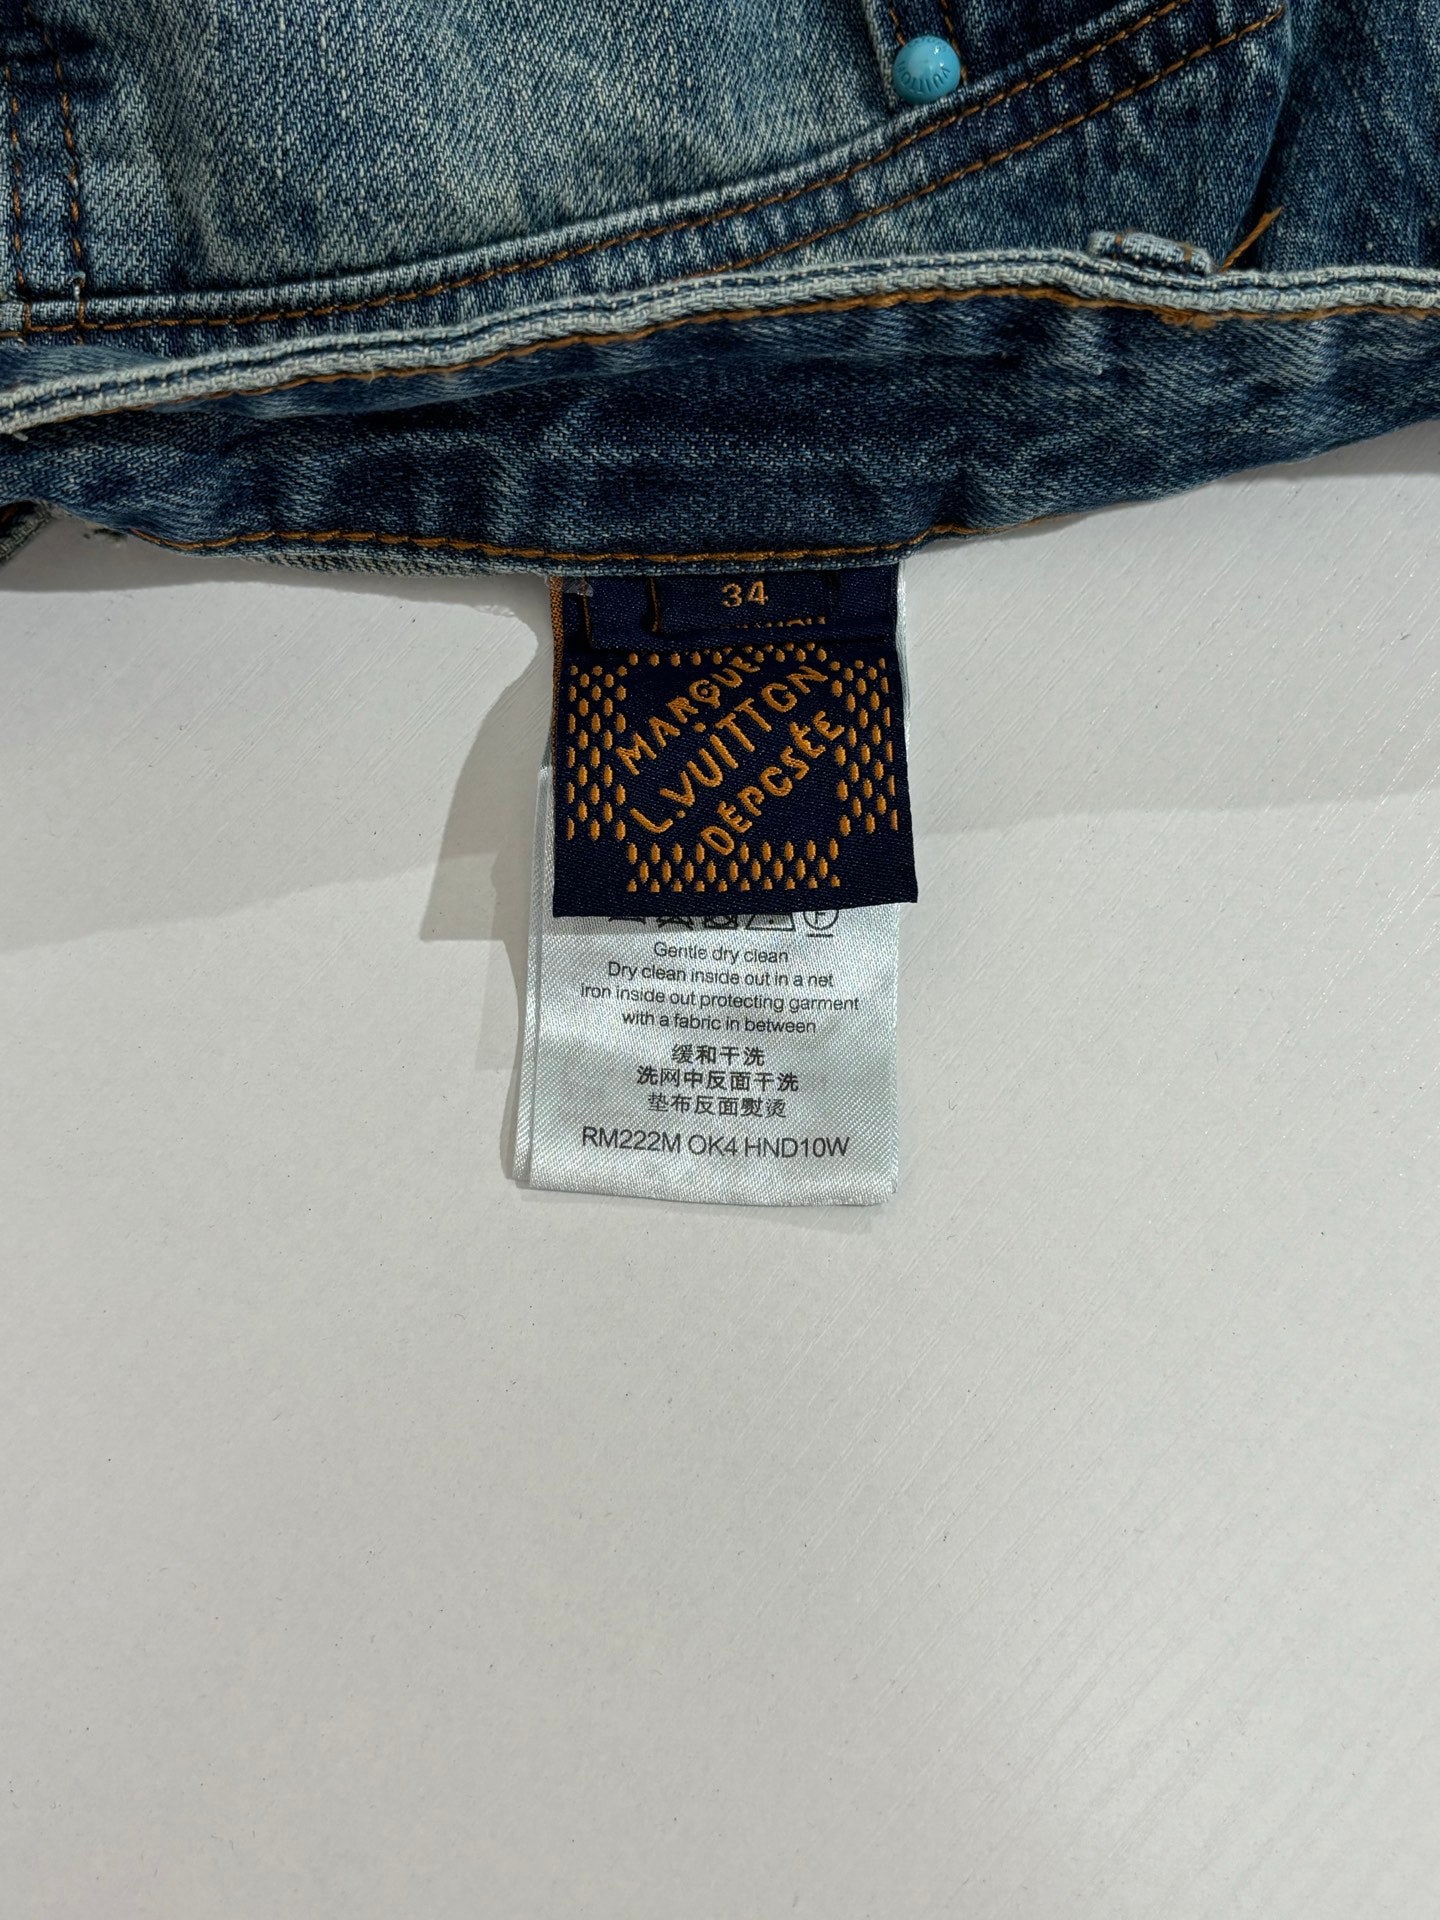 VUITTON
34
MARQUE
L.VUITTON
DÉPOSÉE
Gentle dry clean
Dry clean inside out in a net
iron inside out protecting garment
with a fabric in between
缓和干洗
洗网中反面干洗
垫布反面熨烫
RM222M OK4 HND10W